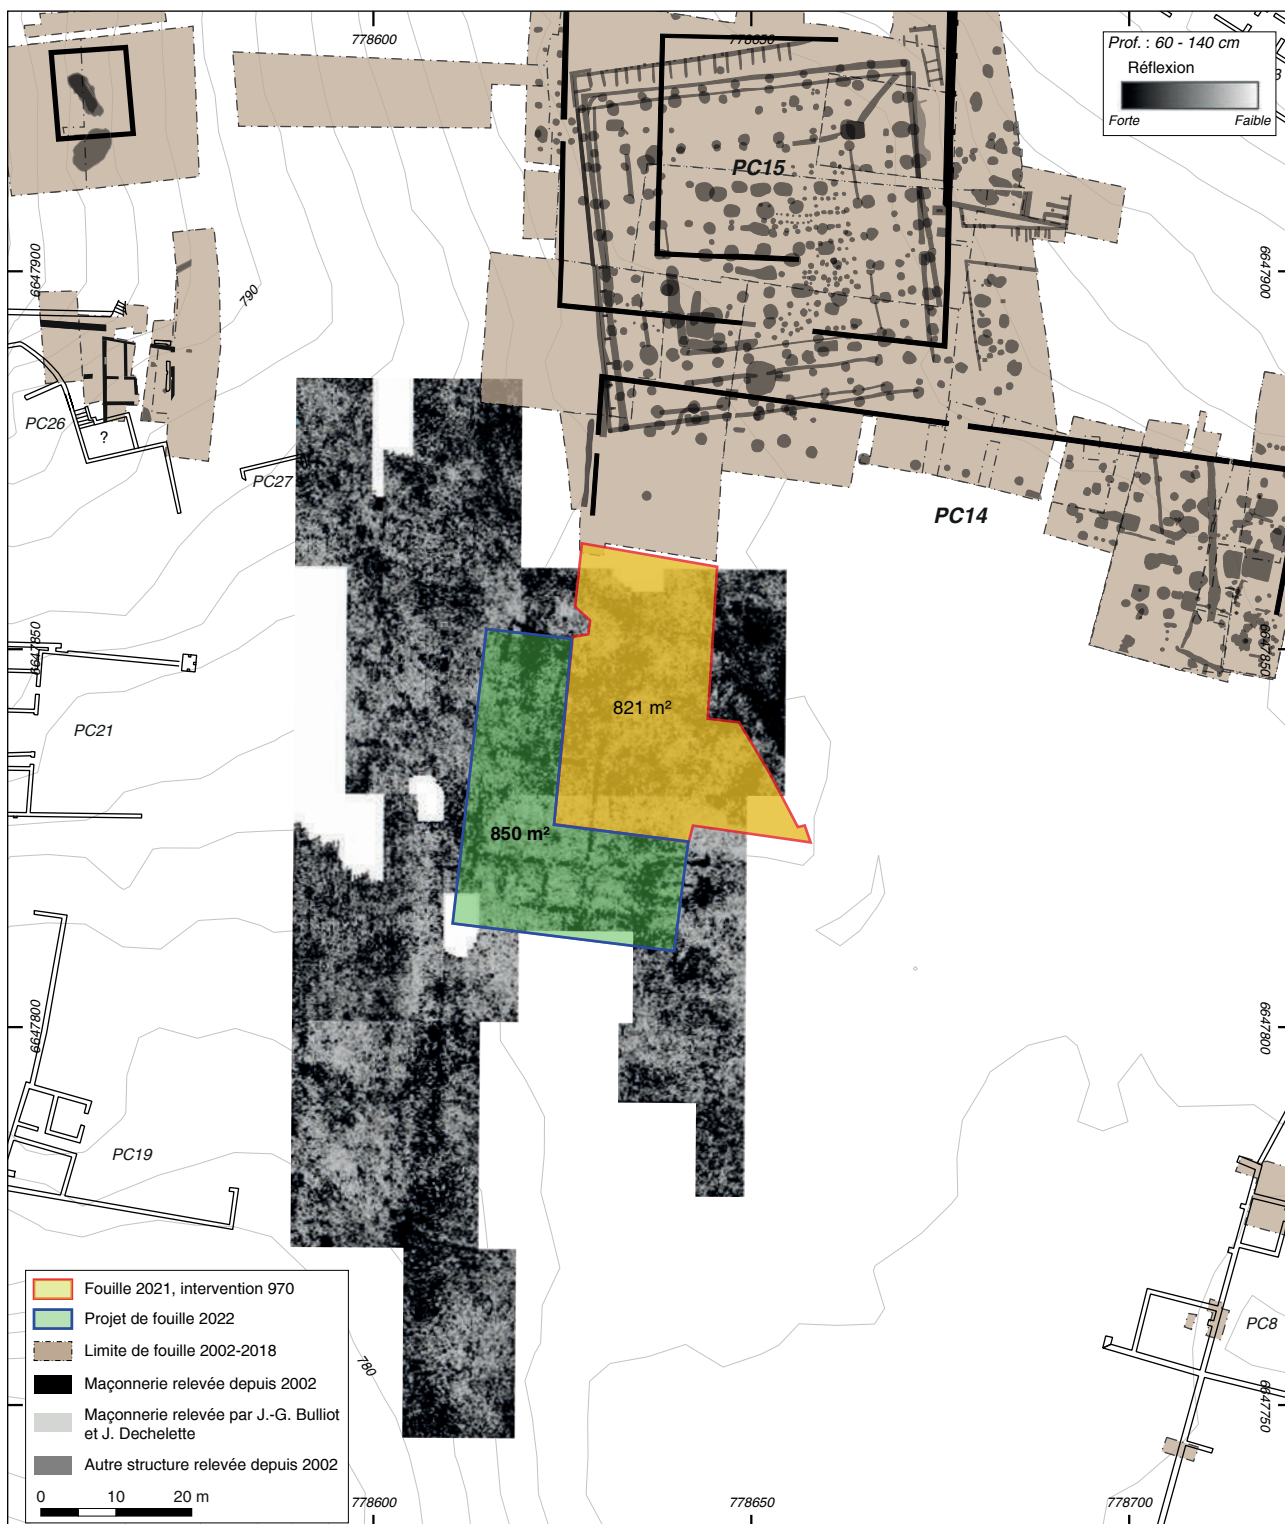 778600
778650
Prof. : 60 - 140 cm
Réflexion
Forte
Faible
3
PC15
6647900
6647900
790
PC26
?
PC27
PC14
6647850
6647850
821 m²
PC21
850 m²
6647800
6647800
PC19
PC8
6647750
780
Fouille 2021, intervention 970
Projet de fouille 2022
Limite de fouille 2002-2018
Maçonnerie relevée depuis 2002
Maçonnerie relevée par J.-G. Bulliot
et J. Dechelette
Autre structure relevée depuis 2002
0 10 20 m
778600
778650
778700